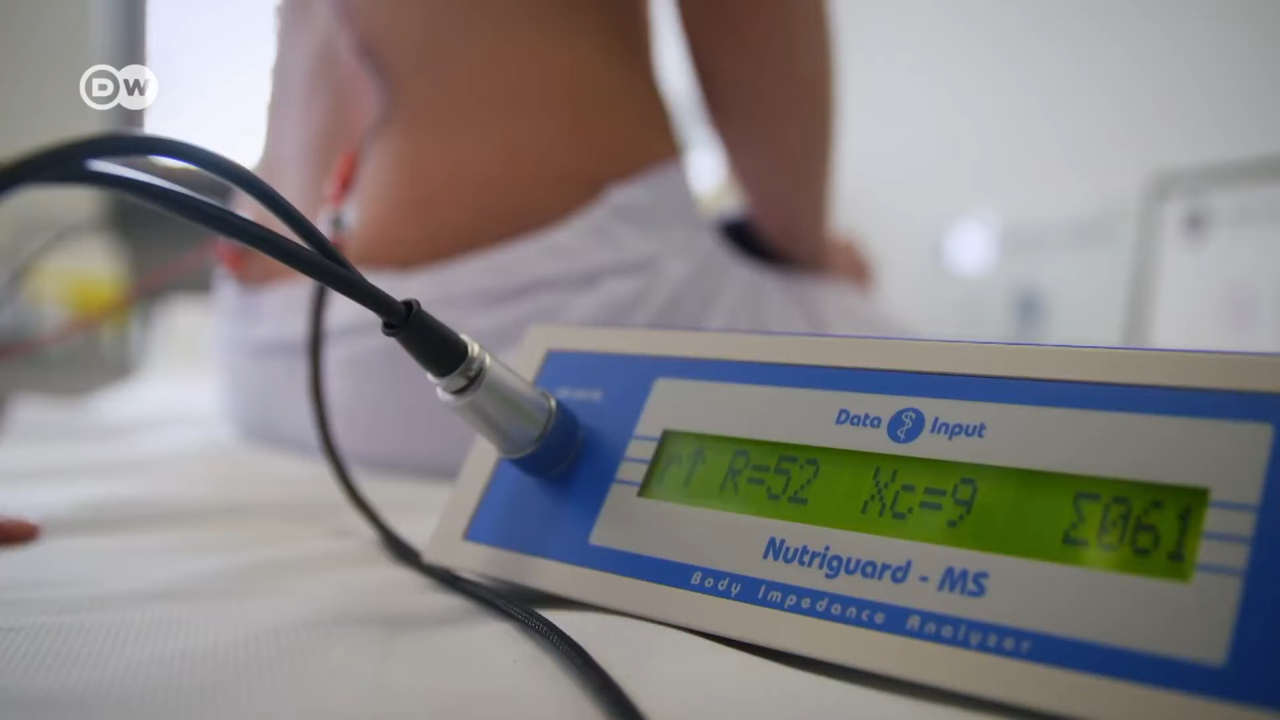 DW
Data Input
r↑ R=52 Xc=9 Σ061
Nutriguard - MS
Body Impedance Analyzer